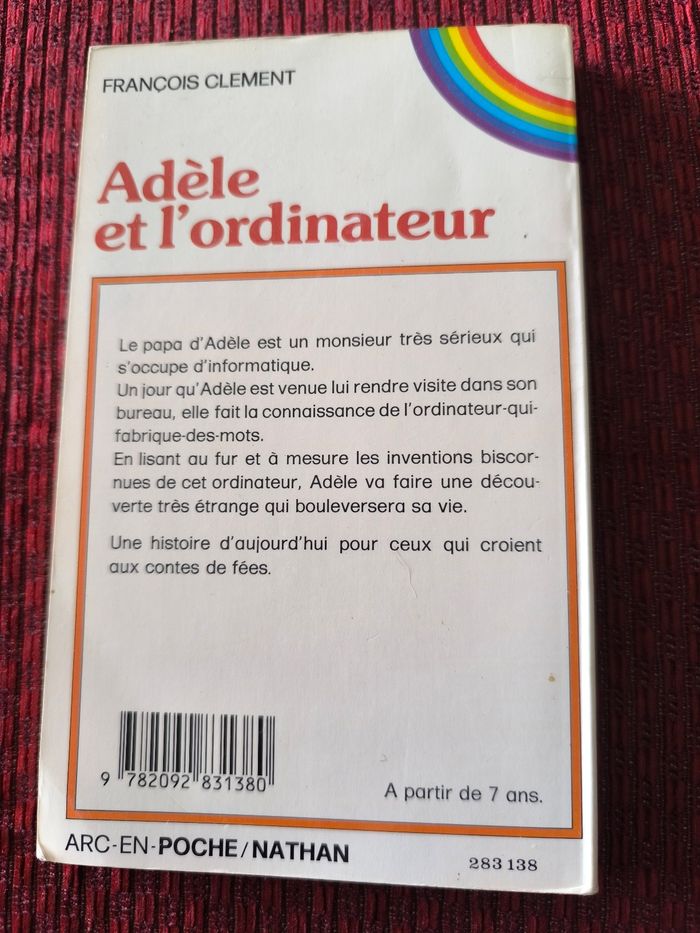 FRANÇOIS CLEMENT
Adèle
et l'ordinateur
Le papa d'Adèle est un monsieur très sérieux qui
s'occupe d'informatique.
Un jour qu'Adèle est venue lui rendre visite dans son
bureau, elle fait la connaissance de l'ordinateur-qui-
fabrique-des-mots.
En lisant au fur et à mesure les inventions biscor-
nues de cet ordinateur, Adèle va faire une décou-
verte très étrange qui bouleversera sa vie.
Une histoire d'aujourd'hui pour ceux qui croient
aux contes de fées.
9 782092 831380
A partir de 7 ans.
ARC-EN-POCHE/NATHAN
283 138